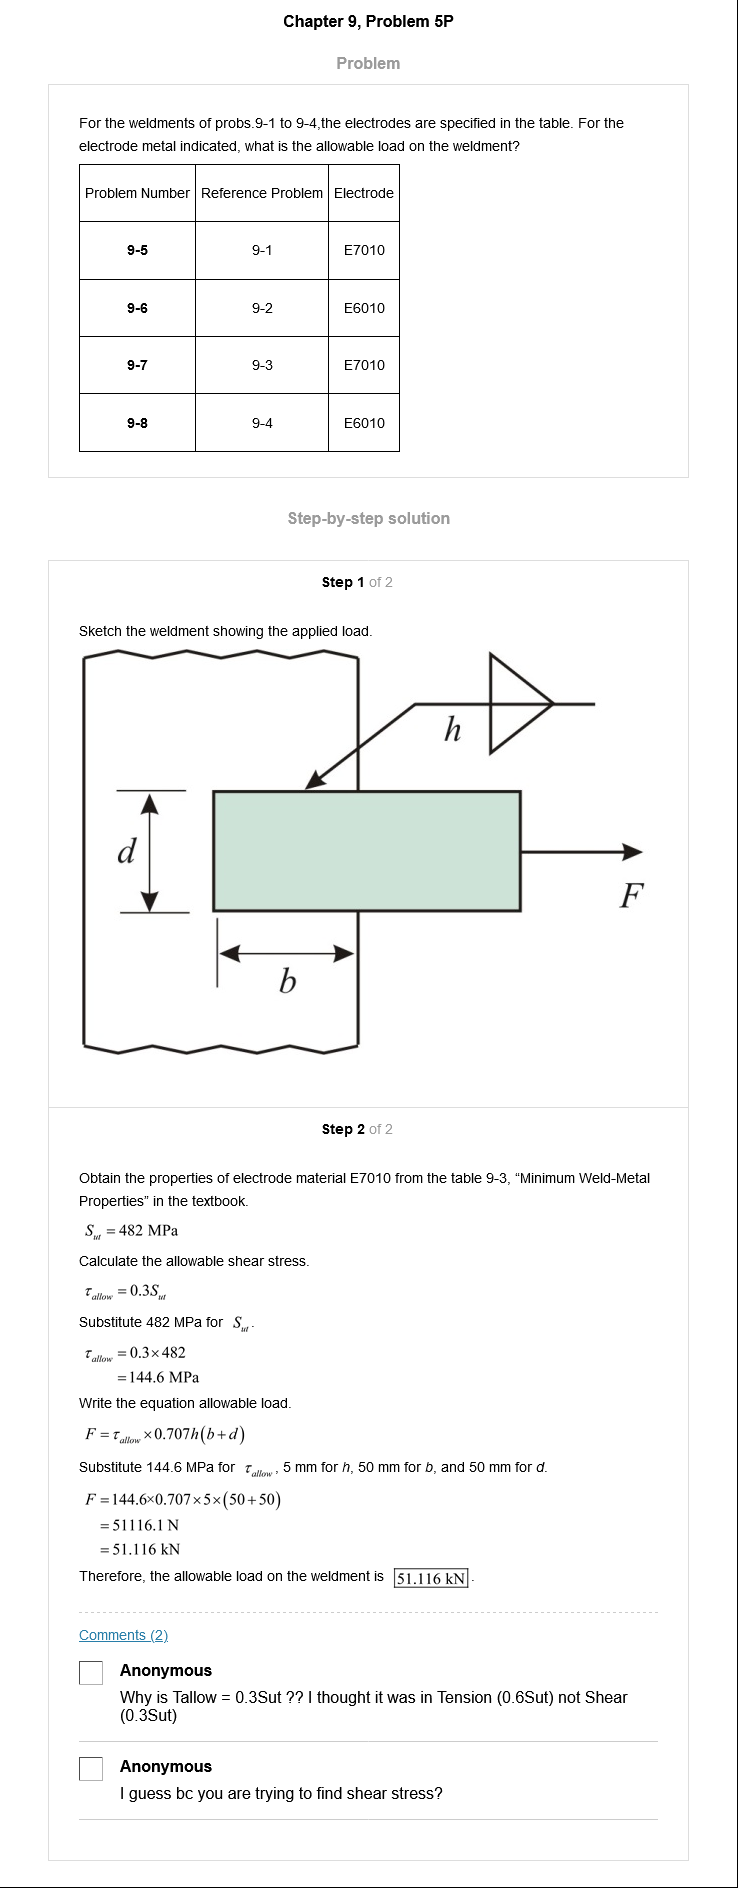 Chapter 9, Problem 5P
Problem
For the weldments of probs.9-1 to 9-4,the electrodes are specified in the table. For the
electrode metal indicated, what is the allowable load on the weldment?
Problem Number Reference Problem Electrode
9-5 9-1 E7010
9-6 9-2 E6010
9-7 9-3 E7010
9-8 9-4 E6010
Step-by-step solution
Step 1 of 2
Sketch the weldment showing the applied load.
h
d
F
b
Step 2 of 2
Obtain the properties of electrode material E7010 from the table 9-3, “Minimum Weld-Metal
Properties” in the textbook.
S_ut = 482 MPa
Calculate the allowable shear stress.
τ_allow = 0.3S_ut
Substitute 482 MPa for S_ut.
τ_allow = 0.3×482
=144.6 MPa
Write the equation allowable load.
F = τ_allow ×0.707h(b+d)
Substitute 144.6 MPa for τ_allow, 5 mm for h, 50 mm for b, and 50 mm for d.
F =144.6×0.707×5×(50+50)
= 51116.1 N
= 51.116 kN
Therefore, the allowable load on the weldment is 51.116 kN.
Comments (2)
Anonymous
Why is Tallow = 0.3Sut ?? I thought it was in Tension (0.6Sut) not Shear
(0.3Sut)
Anonymous
I guess bc you are trying to find shear stress?